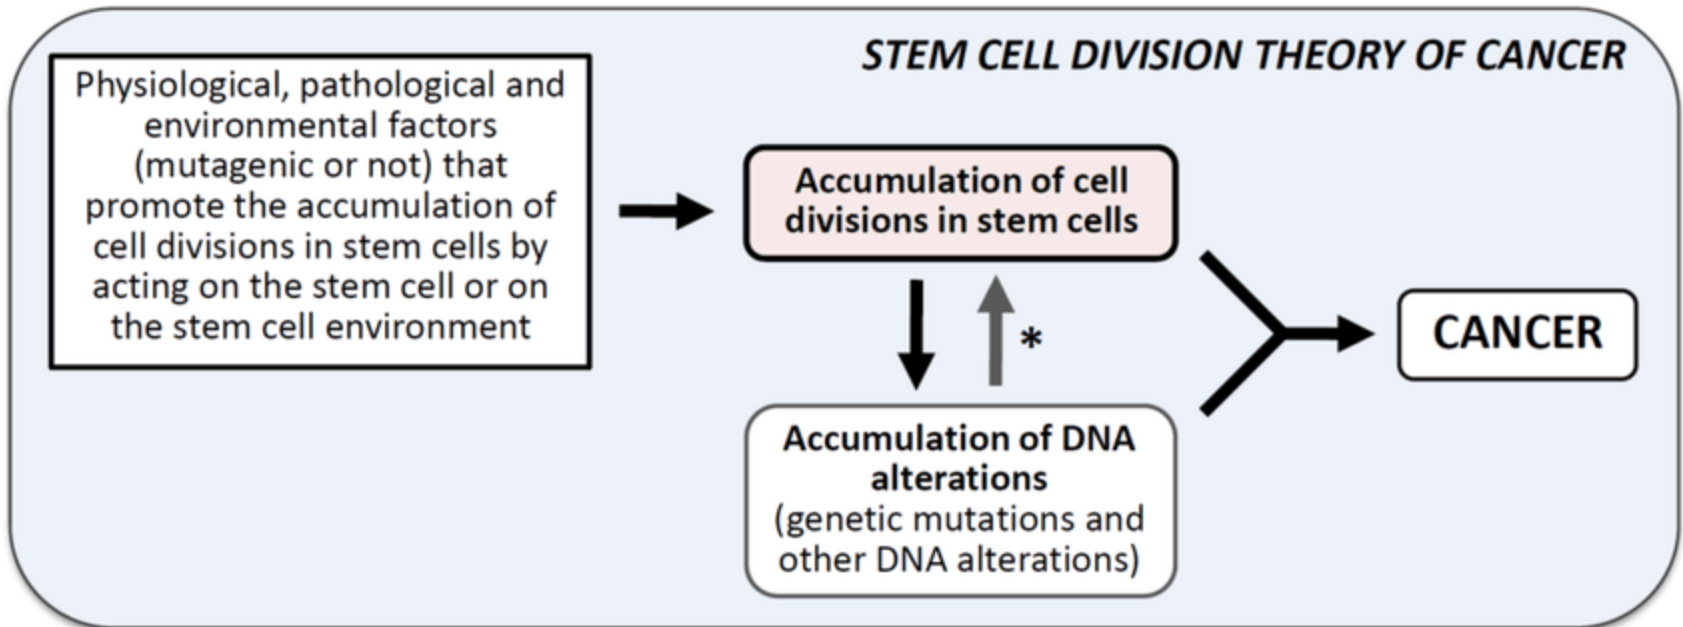 STEM CELL DIVISION THEORY OF CANCER
Physiological, pathological and
environmental factors
(mutagenic or not) that
promote the accumulation of
cell divisions in stem cells by
acting on the stem cell or on
the stem cell environment
Accumulation of cell
divisions in stem cells
*
Accumulation of DNA
alterations
(genetic mutations and
other DNA alterations)
CANCER